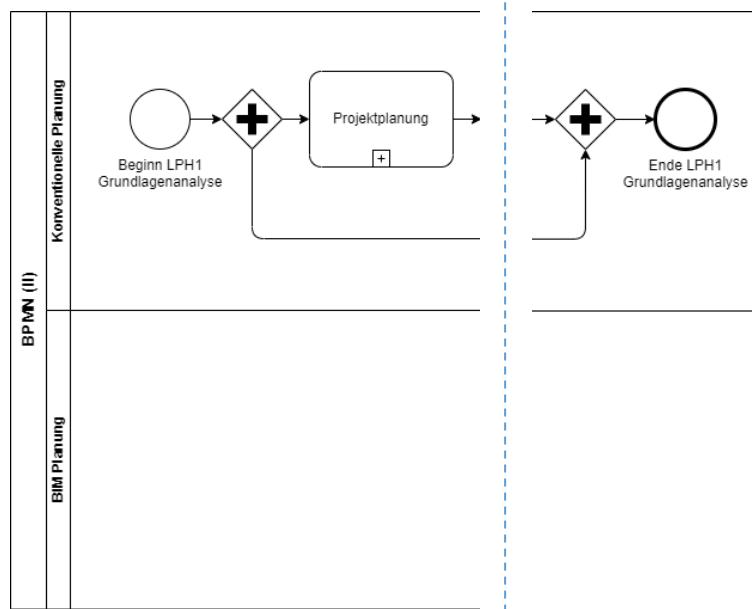 BPMN (II)
Konventionelle Planung
Beginn LPH1
Grundlagenanalyse
Projektplanung
Ende LPH1
Grundlagenanalyse
BIM Planung